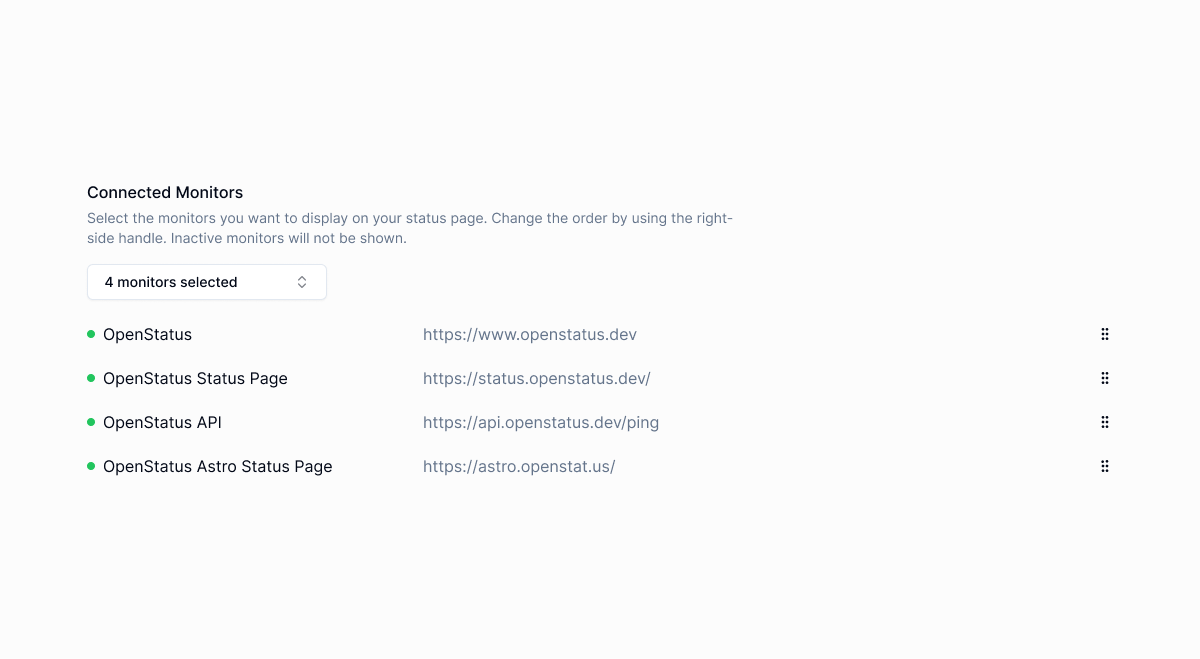 Connected Monitors
Select the monitors you want to display on your status page. Change the order by using the right-
side handle. Inactive monitors will not be shown.
4 monitors selected
OpenStatus https://www.openstatus.dev
OpenStatus Status Page https://status.openstatus.dev/
OpenStatus API https://api.openstatus.dev/ping
OpenStatus Astro Status Page https://astro.openstat.us/